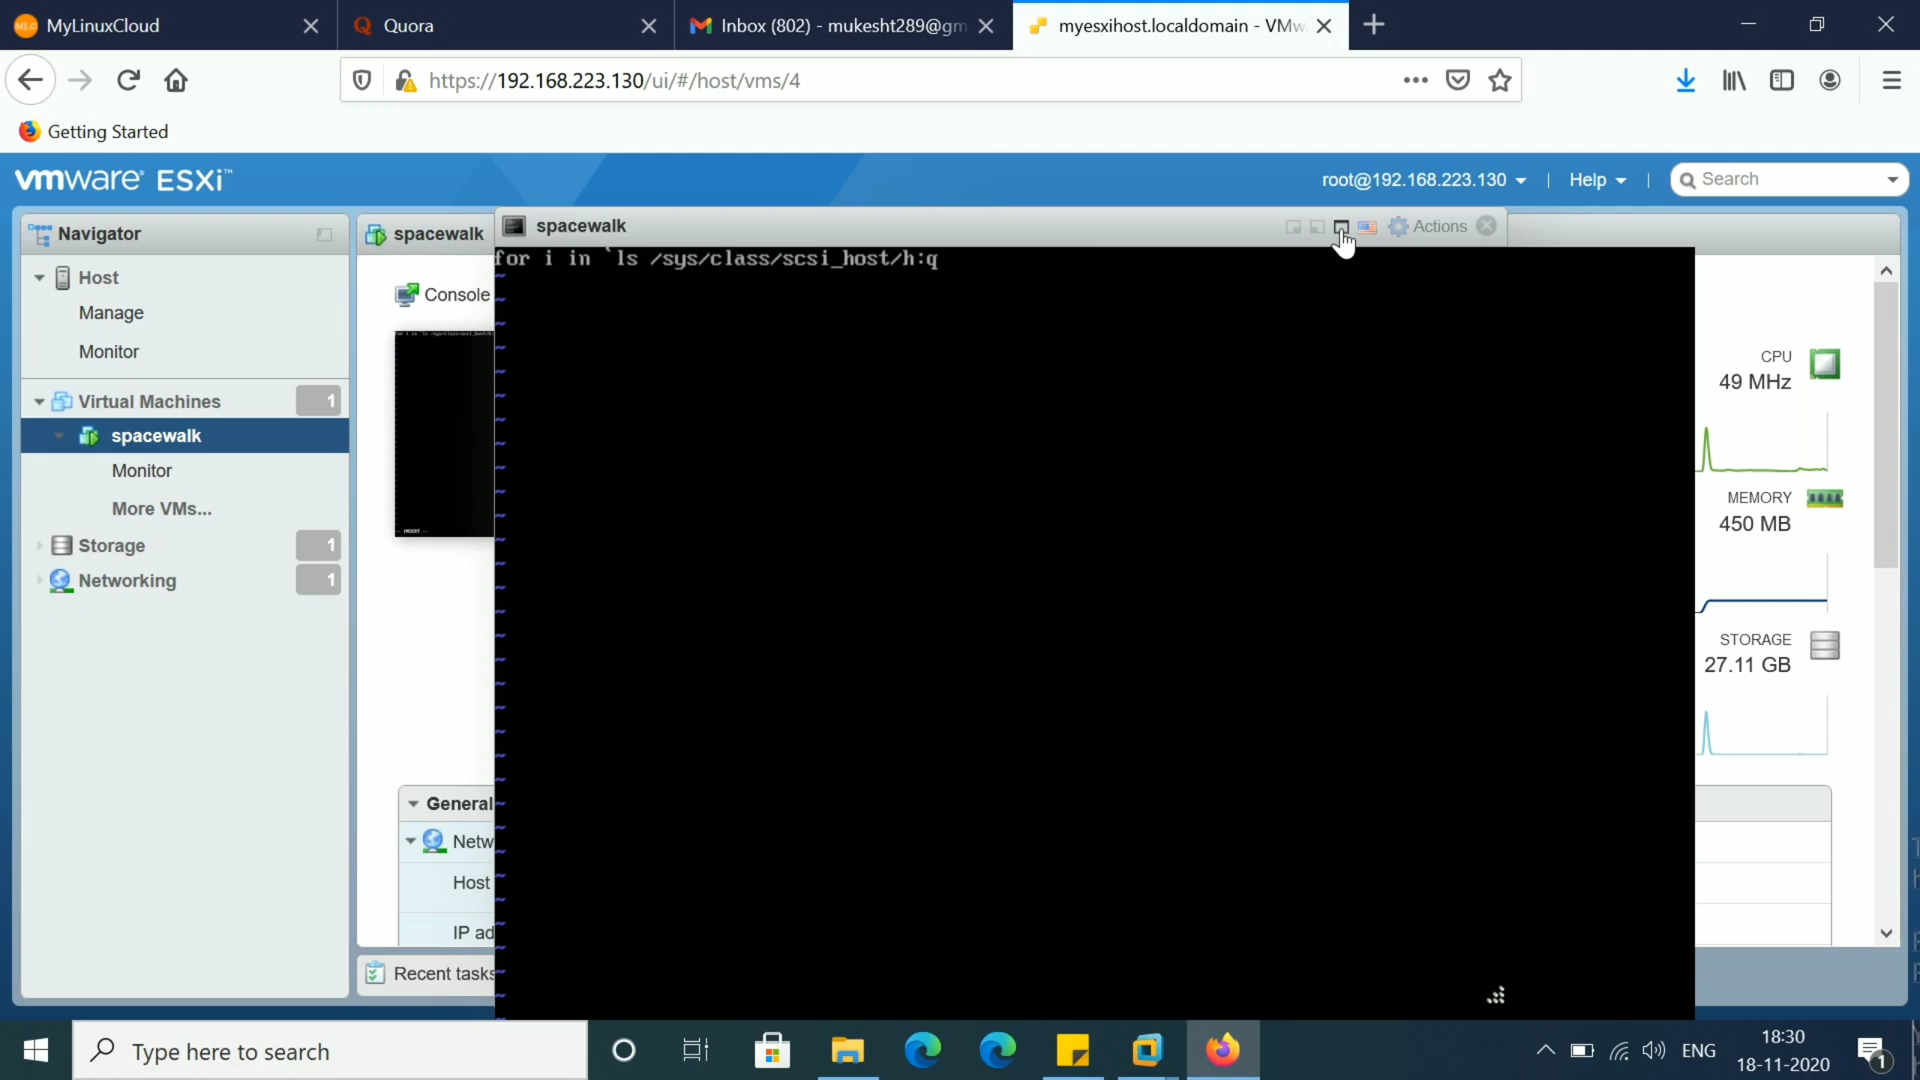 MyLinuxCloud
Quora
Inbox (802) - mukesht289@gm
myesxihost.localdomain - VMw
https://192.168.223.130/ui/#/host/vms/4
Getting Started
vmware ESXi™
root@192.168.223.130
|
Help
|
Search
Navigator
spacewalk
spacewalk
Actions
for i in `ls /sys/class/scsi_host/h:q
Host
Manage
Monitor
Virtual Machines
1
spacewalk
Monitor
More VMs...
Storage
1
Networking
1
Console
CPU
49 MHz
MEMORY
450 MB
STORAGE
27.11 GB
General
Netw
Host
IP ad
Recent tasks
Type here to search
ENG
18:30
18-11-2020
1